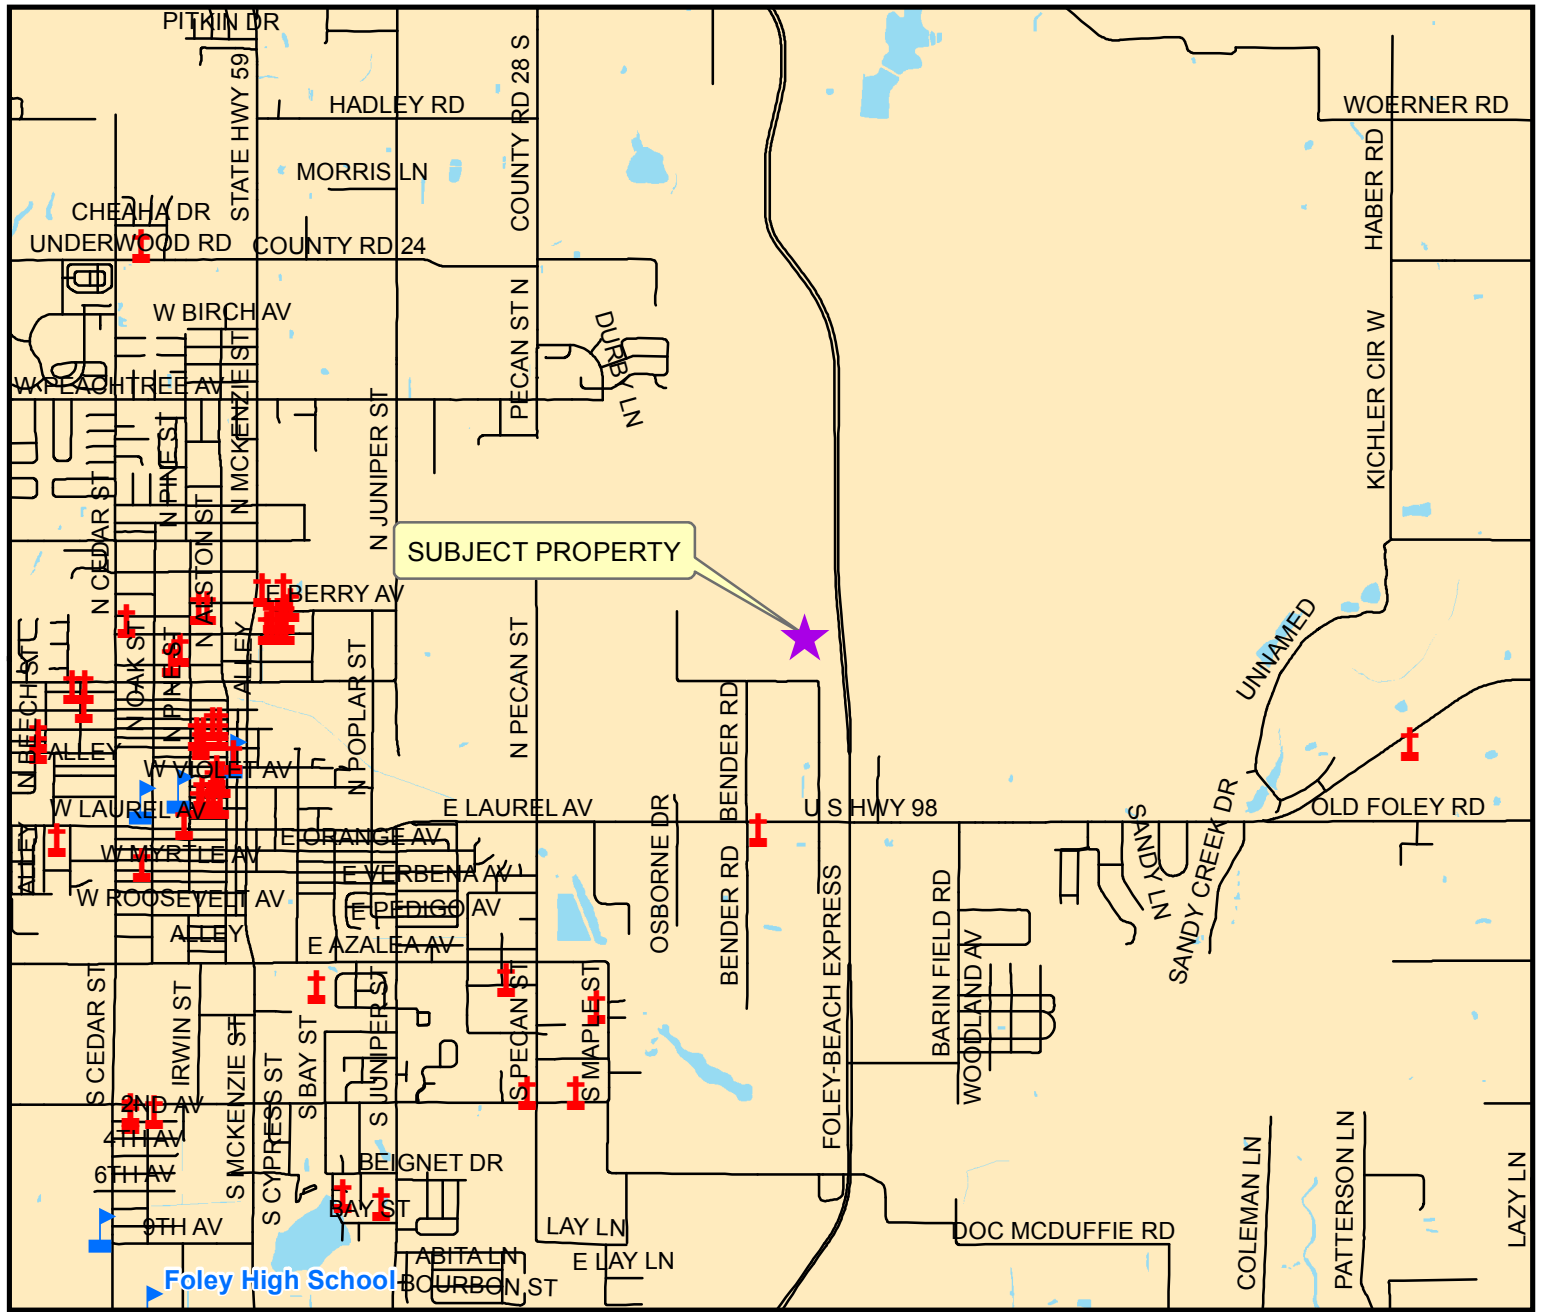 PITKIN DR
STATE HWY 59
HADLEY RD
COUNTY RD 28 S
WOERNER RD
HABER RD
MORRIS LN
CHEAHA DR
UNDERWOOD RD
COUNTY RD 24
W BIRCH AV
PECAN ST N
DURBY LN
KICHLER CIR W
W PEACHTREE AV
N MCKENZIE ST
N JUNIPER ST
N PINE ST
N CEDAR ST
N ALSTON ST
SUBJECT PROPERTY
E BERRY AV
N OAK ST
N PINE ST
ALLEY
N POPLAR ST
N PECAN ST
UNNAMED
N BEECH ST
ALLEY
W VIOLET AV
BENDER RD
W LAUREL AV
E LAUREL AV
U S HWY 98
OLD FOLEY RD
ALLEY
E ORANGE AV
W MYRTLE AV
E VERBENA AV
OSBORNE DR
BENDER RD
SANDY LN
SANDY CREEK DR
W ROOSEVELT AV
E PEDIGO AV
ALLEY
E AZALEA AV
FOLEY-BEACH EXPRESS
BARIN FIELD RD
WOODLAND AV
S CEDAR ST
IRWIN ST
S MCKENZIE ST
S CYPRESS ST
S BAY ST
S JUNIPER ST
S PECAN ST
S MAPLE ST
2ND AV
4TH AV
6TH AV
BEIGNET DR
BAY ST
9TH AV
LAY LN
DOC MCDUFFIE RD
COLEMAN LN
PATTERSON LN
LAZY LN
ABITA LN
E LAY LN
Foley High School
BOURBON ST